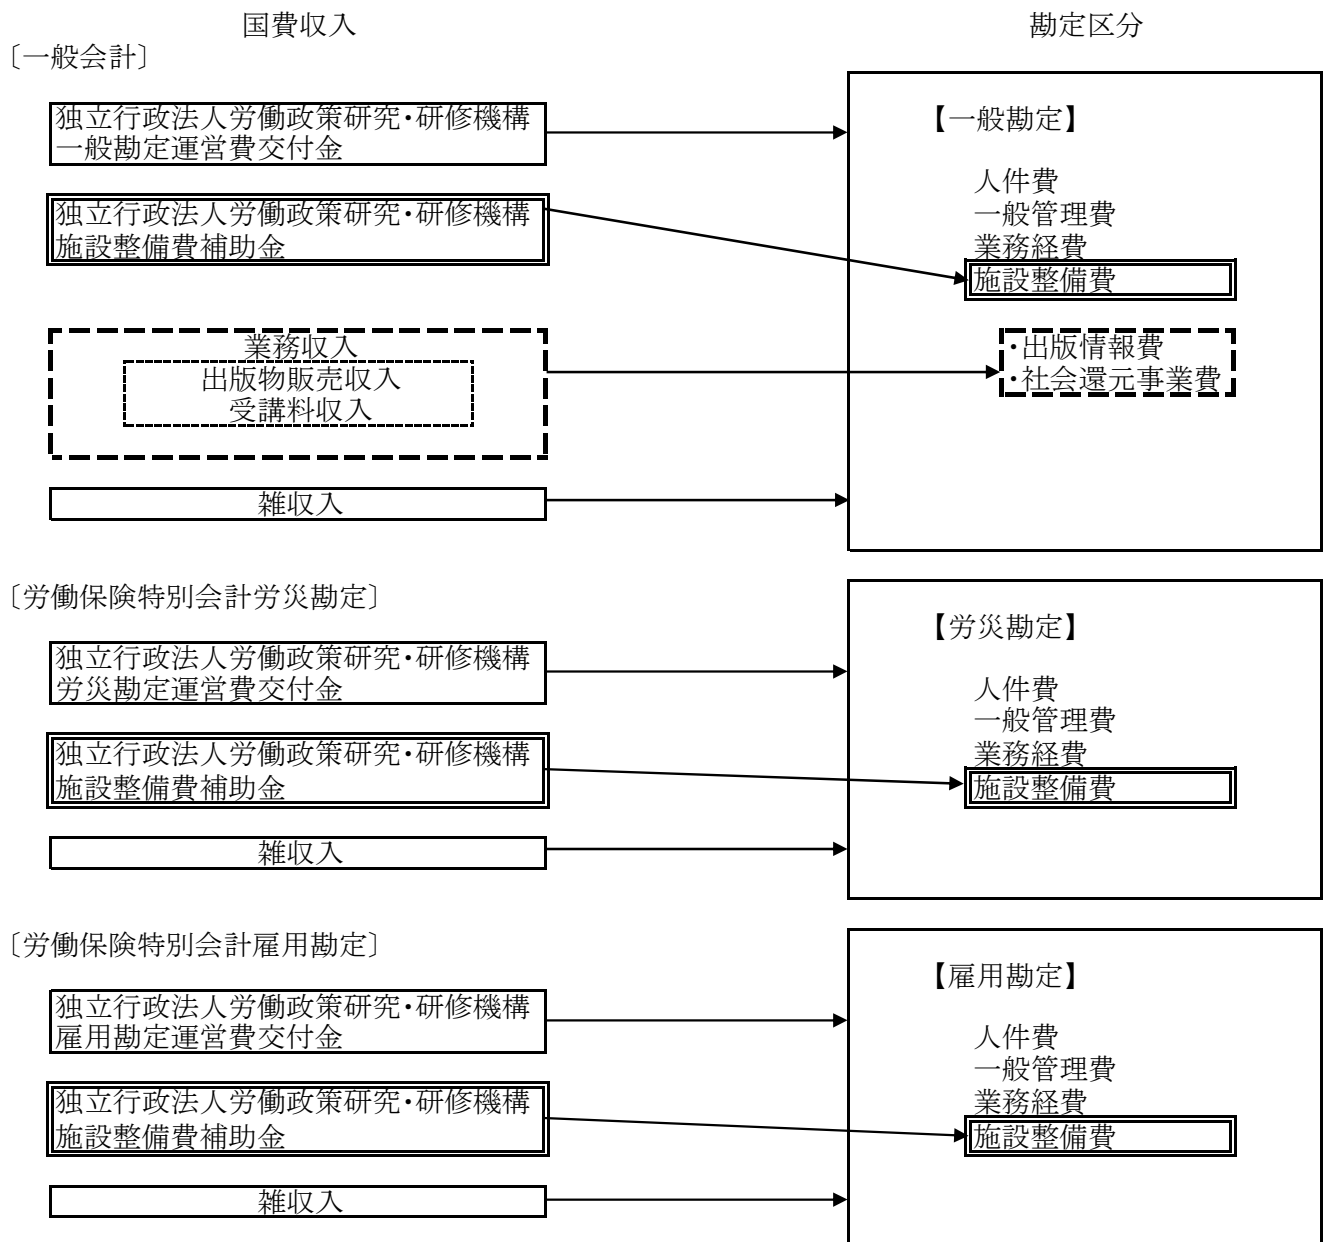 国費収入
勘定区分
〔一般会計〕
独立行政法人労働政策研究・研修機構
一般勘定運営費交付金
独立行政法人労働政策研究・研修機構
施設整備費補助金
業務収入
出版物販売収入
受講料収入
雑収入
【一般勘定】
人件費
一般管理費
業務経費
施設整備費
・出版情報費
・社会還元事業費
〔労働保険特別会計労災勘定〕
独立行政法人労働政策研究・研修機構
労災勘定運営費交付金
独立行政法人労働政策研究・研修機構
施設整備費補助金
雑収入
【労災勘定】
人件費
一般管理費
業務経費
施設整備費
〔労働保険特別会計雇用勘定〕
独立行政法人労働政策研究・研修機構
雇用勘定運営費交付金
独立行政法人労働政策研究・研修機構
施設整備費補助金
雑収入
【雇用勘定】
人件費
一般管理費
業務経費
施設整備費